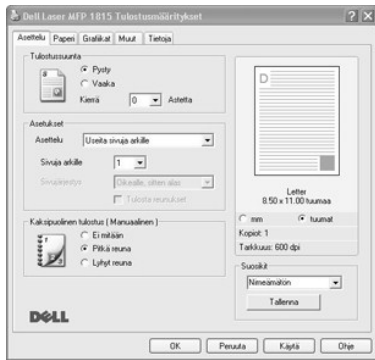 Dell Laser MFP 1815 Tulostusmääritykset
Asettelu Paperi Grafiikat Muut Tietoja
Tulostussuunta
Pysty
Vaaka
Kierrä 0 Astetta
Asetukset
Asettelu Useita sivuja arkille
Sivuja arkille 1
Sivujärjestys Oikealle, sitten alas
Tulosta reunukset
Kaksipuolinen tulostus ( Manuaalinen )
Ei mitään
Pitkä reuna
Lyhyt reuna
DELL
D
Letter
8.50 x 11.00 tuumaa
mm tuumat
Kopiot: 1
Tarkkuus: 600 dpi
Suosikit
Nimeämätön
Tallenna
OK Peruuta Käytä Ohje